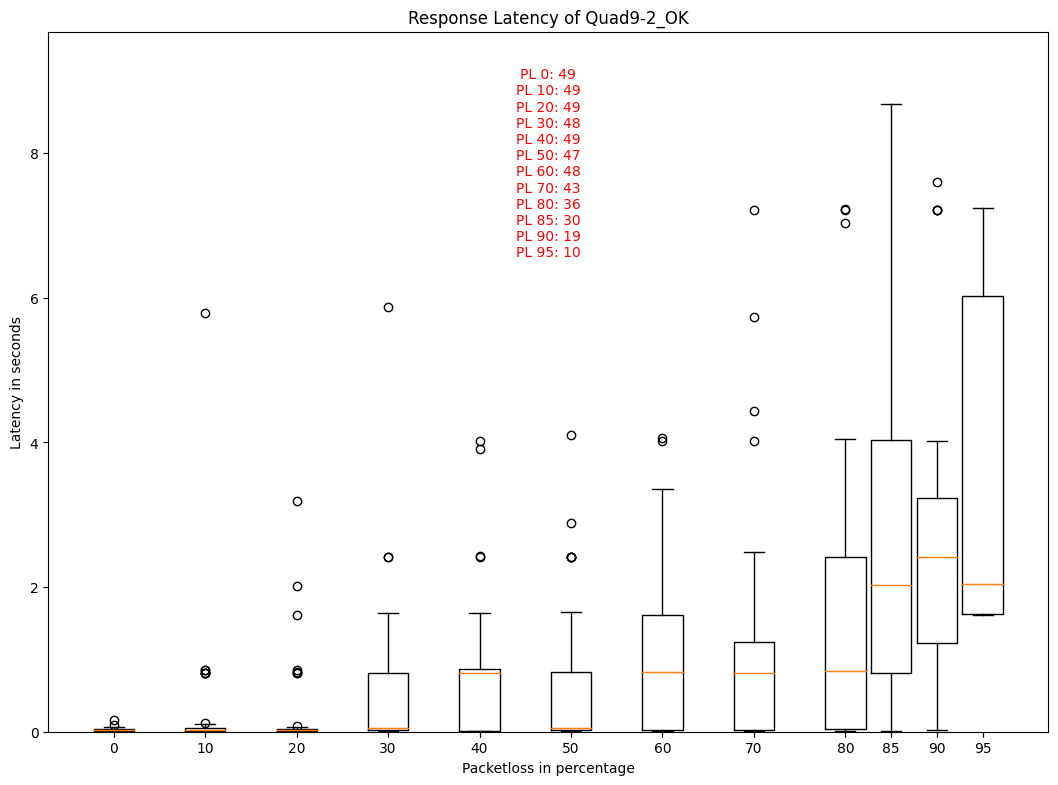 Response Latency of Quad9-2_OK
PL 0: 49
PL 10: 49
PL 20: 49
PL 30: 48
PL 40: 49
PL 50: 47
PL 60: 48
PL 70: 43
PL 80: 36
PL 85: 30
PL 90: 19
PL 95: 10
Latency in seconds
8
6
4
2
0
0 10 20 30 40 50 60 70 80 85 90 95
Packetloss in percentage